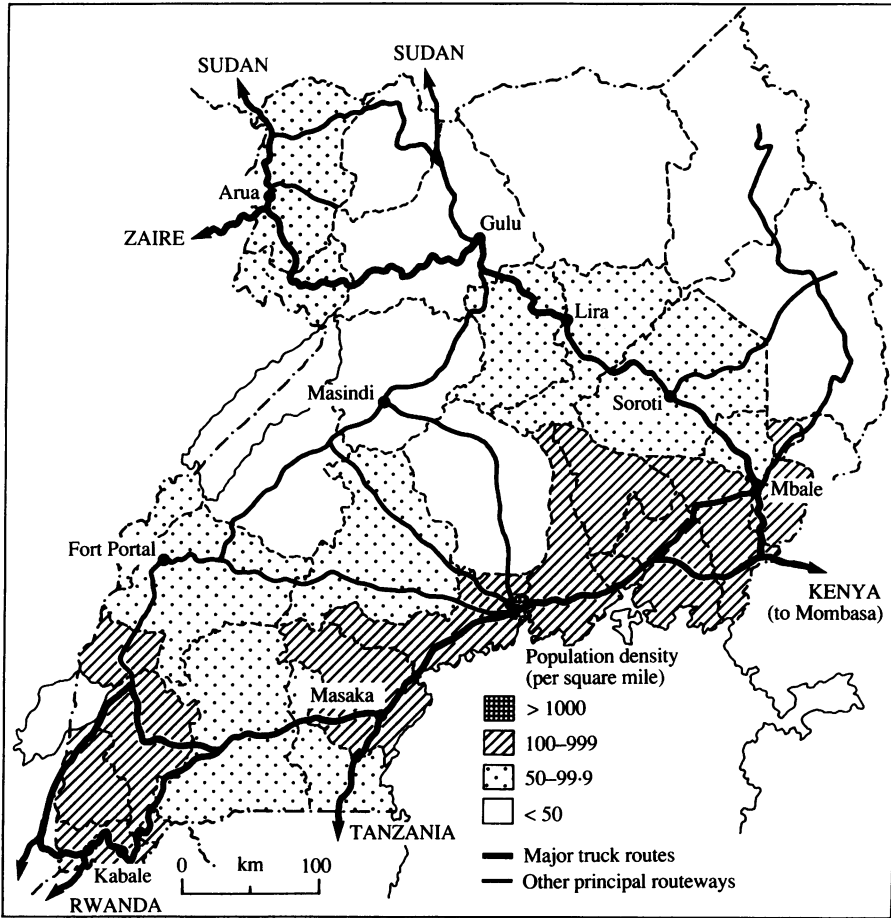 SUDAN
SUDAN
Arua
ZAIRE
Gulu
Lira
Masindi
Soroti
Mbale
Fort Portal
KENYA
(to Mombasa)
Masaka
Population density
(per square mile)
> 1000
100–999
50–99·9
< 50
TANZANIA
Major truck routes
Other principal routeways
0 km 100
Kabale
RWANDA